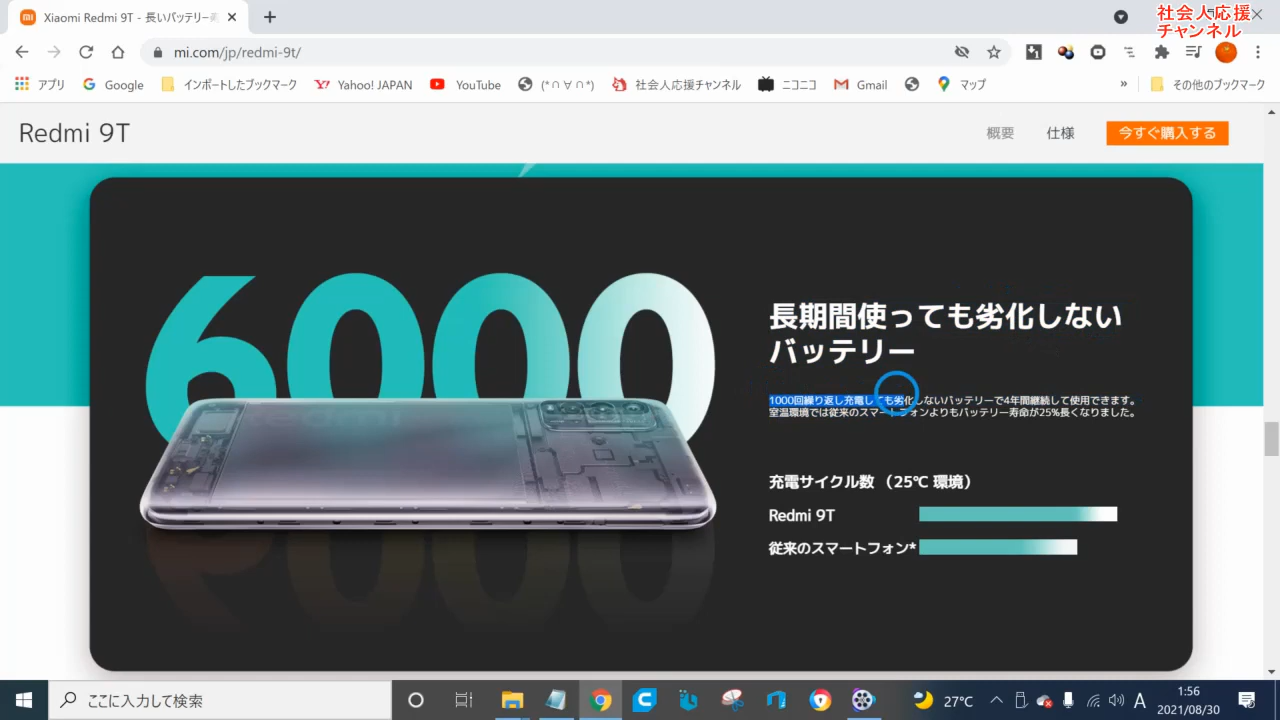 Xiaomi Redmi 9T - 長いバッテリー
社会人応援
チャンネル
mi.com/jp/redmi-9t/
アプリ Google インポートしたブックマーク Yahoo! JAPAN YouTube (*∩∀∩*) 社会人応援チャンネル ニコニコ Gmail マップ » その他のブックマーク
Redmi 9T 概要 仕様 今すぐ購入する
6000
長期間使っても劣化しない
バッテリー
1000回繰り返し充電しても劣化しないバッテリーで4年間継続して使用できます。
室温環境では従来のスマートフォンよりもバッテリー寿命が25%長くなりました。
充電サイクル数 （25℃ 環境）
Redmi 9T
従来のスマートフォン*
ここに入力して検索
27℃
A
1:56
2021/08/30